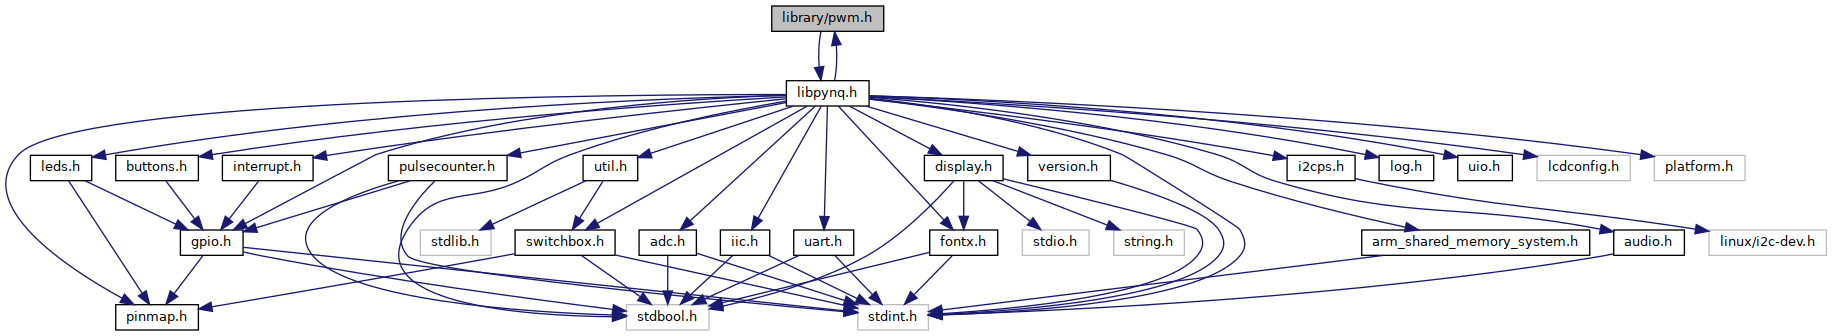 library/pwm.h
libpynq.h
leds.h
buttons.h
interrupt.h
pulsecounter.h
util.h
display.h
version.h
i2cps.h
log.h
uio.h
lcdconfig.h
platform.h
gpio.h
stdlib.h
switchbox.h
adc.h
iic.h
uart.h
fontx.h
stdio.h
string.h
arm_shared_memory_system.h
audio.h
linux/i2c-dev.h
pinmap.h
stdbool.h
stdint.h